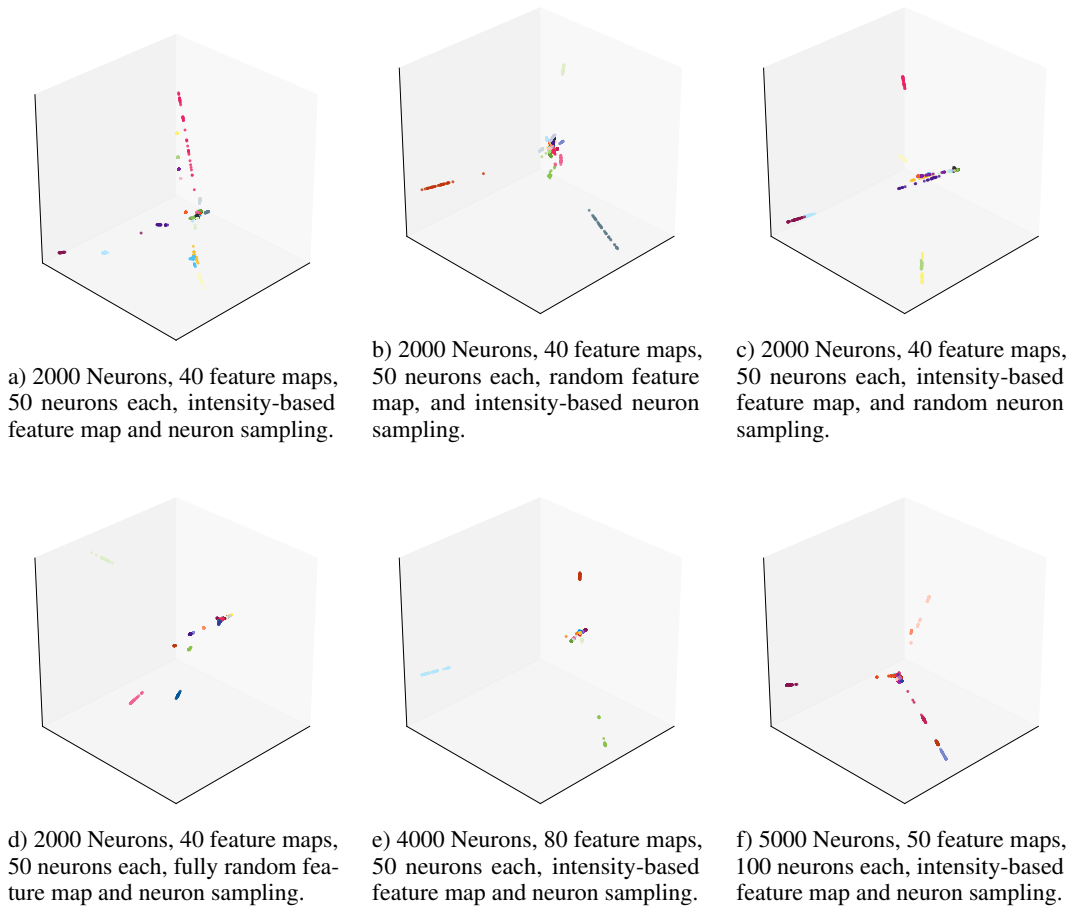 a) 2000 Neurons, 40 feature maps,
50 neurons each, intensity-based
feature map and neuron sampling.
b) 2000 Neurons, 40 feature maps,
50 neurons each, random feature
map, and intensity-based neuron
sampling.
c) 2000 Neurons, 40 feature maps,
50 neurons each, intensity-based
feature map, and random neuron
sampling.
d) 2000 Neurons, 40 feature maps,
50 neurons each, fully random fea-
ture map and neuron sampling.
e) 4000 Neurons, 80 feature maps,
50 neurons each, intensity-based
feature map and neuron sampling.
f) 5000 Neurons, 50 feature maps,
100 neurons each, intensity-based
feature map and neuron sampling.